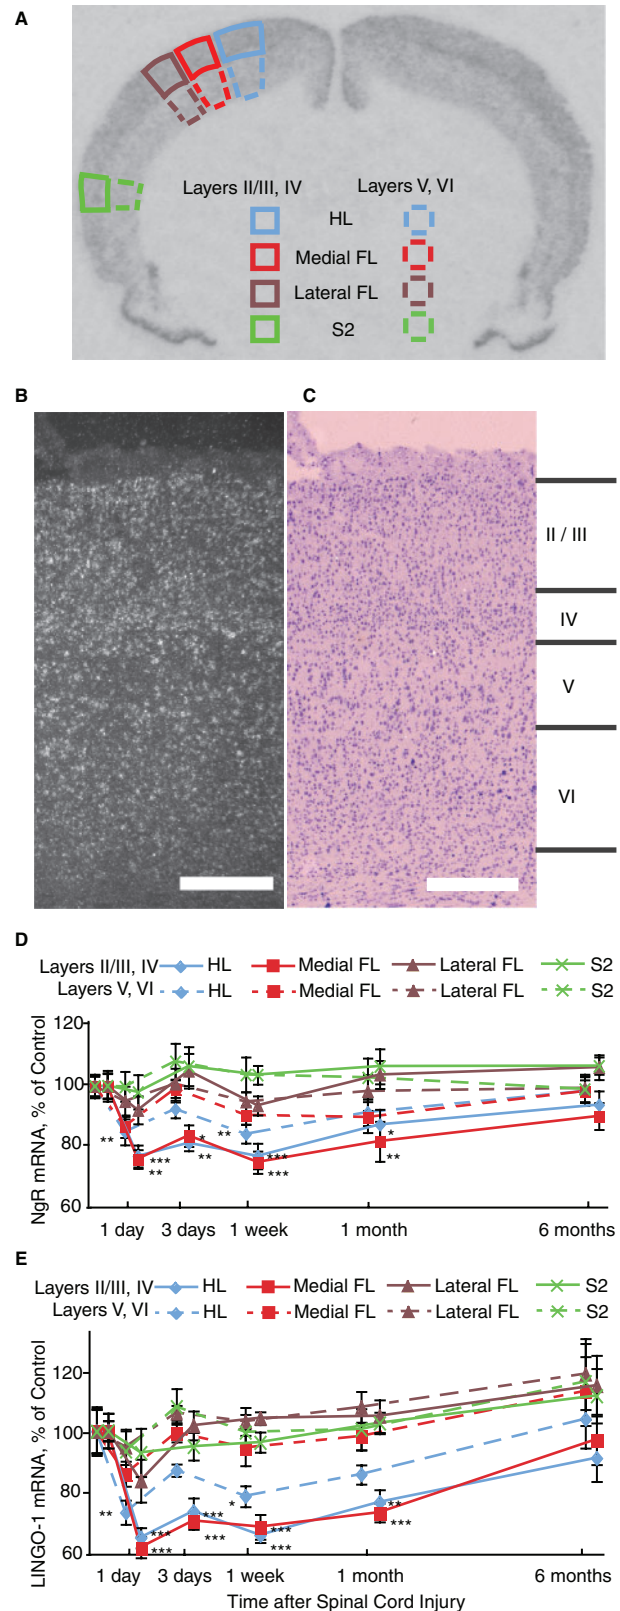 A
Layers II/III, IV Layers V, VI
HL
Medial FL
Lateral FL
S2
B C
II / III
IV
V
VI
D
Layers II/III, IV HL Medial FL Lateral FL S2
Layers V, VI HL Medial FL Lateral FL S2
NgR mRNA, % of Control
120
100
80
60
** *** ** * ** ** *** *** * **
1 day 3 days 1 week 1 month 6 months
E
Layers II/III, IV HL Medial FL Lateral FL S2
Layers V, VI HL Medial FL Lateral FL S2
LINGO-1 mRNA, % of Control
120
100
80
60
** *** *** *** *** * *** *** ** ***
1 day 3 days 1 week 1 month 6 months
Time after Spinal Cord Injury